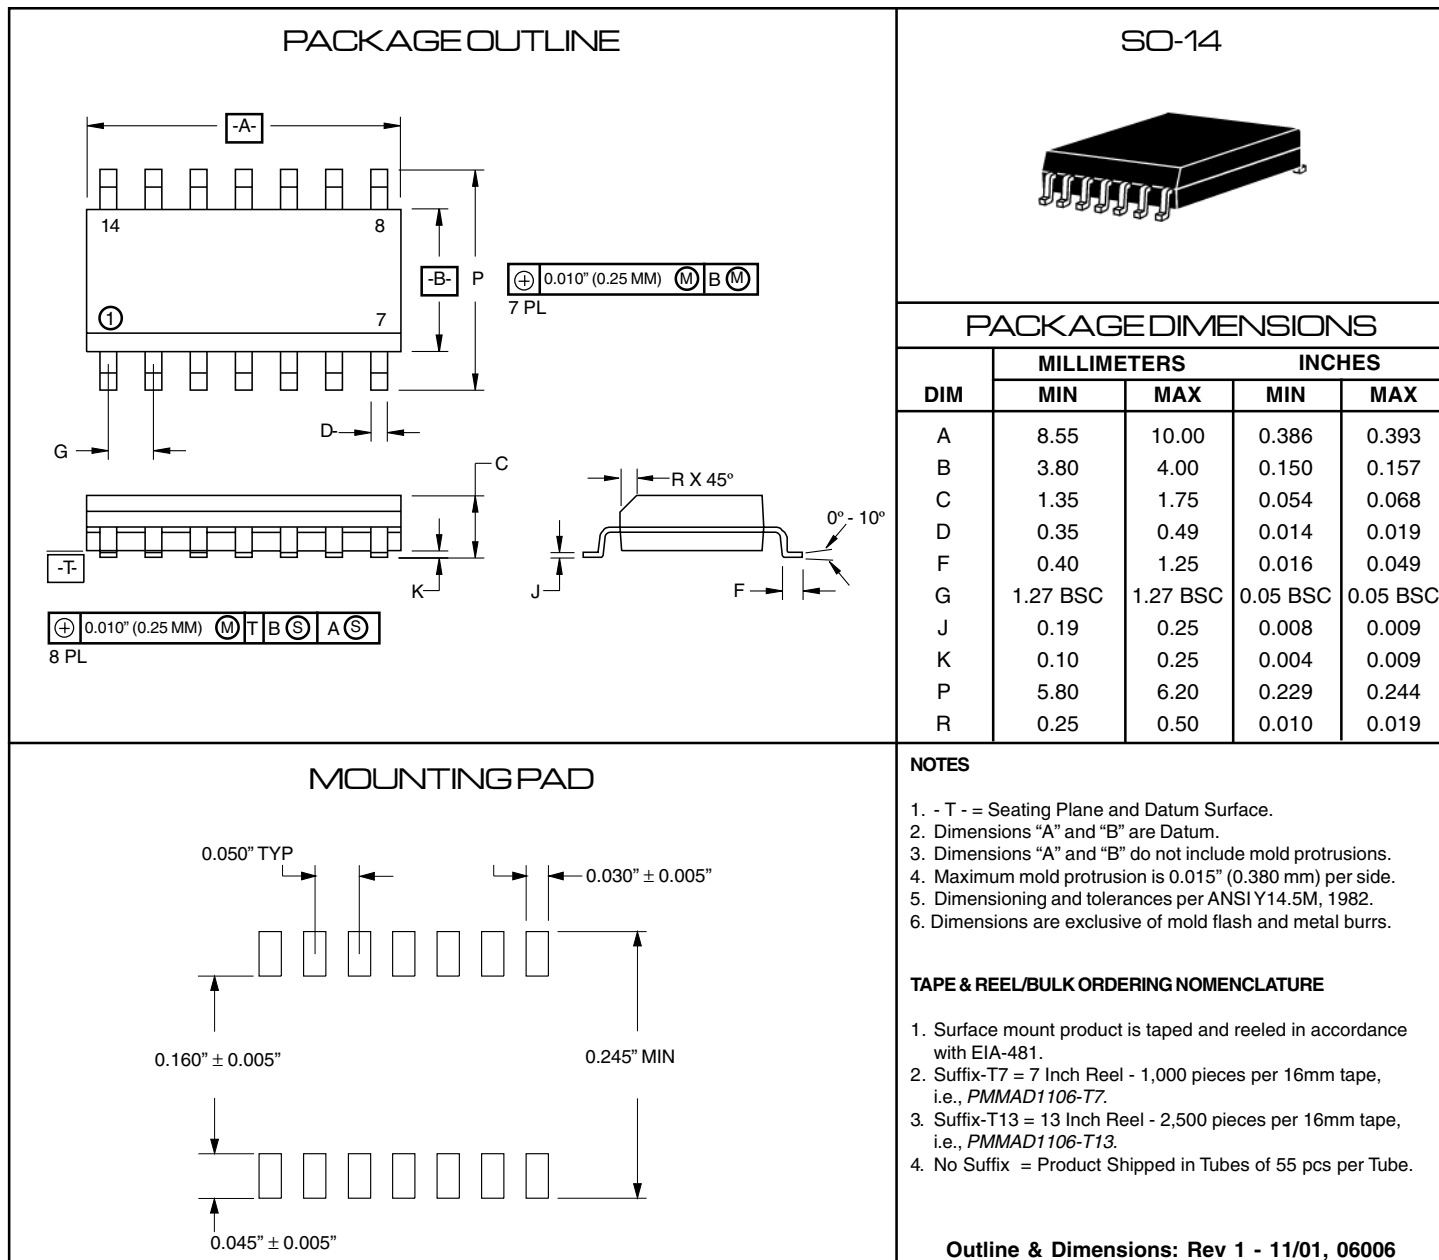 PACKAGE OUTLINE
-A-
14
8
1
7
-B-
P
0.010” (0.25 MM) M B M
7 PL
G
D
C
-T-
K
0.010” (0.25 MM) M T B S A S
8 PL
R X 45º
0º - 10º
J
F
SO-14
PACKAGE DIMENSIONS
MILLIMETERS INCHES
DIM MIN MAX MIN MAX
A 8.55 10.00 0.386 0.393
B 3.80 4.00 0.150 0.157
C 1.35 1.75 0.054 0.068
D 0.35 0.49 0.014 0.019
F 0.40 1.25 0.016 0.049
G 1.27 BSC 1.27 BSC 0.05 BSC 0.05 BSC
J 0.19 0.25 0.008 0.009
K 0.10 0.25 0.004 0.009
P 5.80 6.20 0.229 0.244
R 0.25 0.50 0.010 0.019
MOUNTING PAD
0.050” TYP
0.030” ± 0.005”
0.160” ± 0.005”
0.245” MIN
0.045” ± 0.005”
NOTES
1. - T - = Seating Plane and Datum Surface.
2. Dimensions “A” and “B” are Datum.
3. Dimensions “A” and “B” do not include mold protrusions.
4. Maximum mold protrusion is 0.015” (0.380 mm) per side.
5. Dimensioning and tolerances per ANSI Y14.5M, 1982.
6. Dimensions are exclusive of mold flash and metal burrs.
TAPE & REEL/BULK ORDERING NOMENCLATURE
1. Surface mount product is taped and reeled in accordance
with EIA-481.
2. Suffix-T7 = 7 Inch Reel - 1,000 pieces per 16mm tape,
i.e., PMMAD1106-T7.
3. Suffix-T13 = 13 Inch Reel - 2,500 pieces per 16mm tape,
i.e., PMMAD1106-T13.
4. No Suffix = Product Shipped in Tubes of 55 pcs per Tube.
Outline & Dimensions: Rev 1 - 11/01, 06006